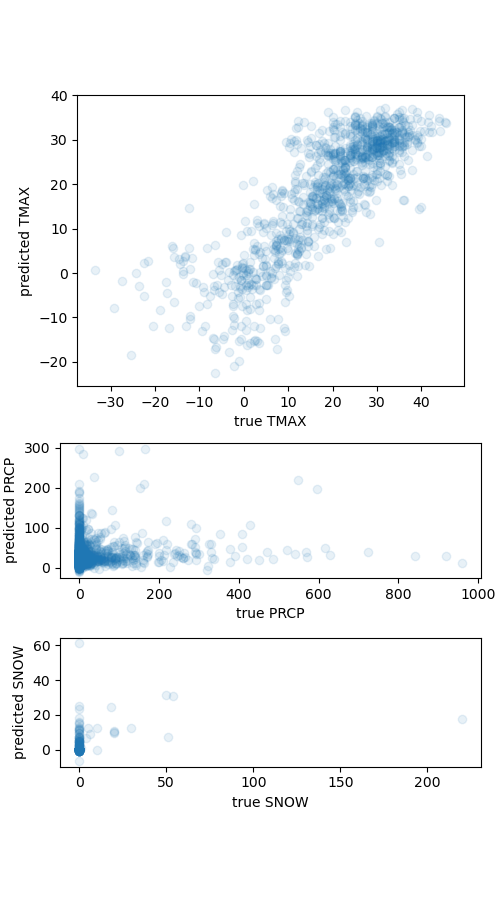 40
30
20
10
0
−10
−20
predicted TMAX
−30 −20 −10 0 10 20 30 40
true TMAX
300
200
100
0
predicted PRCP
0 200 400 600 800 1000
true PRCP
60
40
20
0
predicted SNOW
0 50 100 150 200
true SNOW